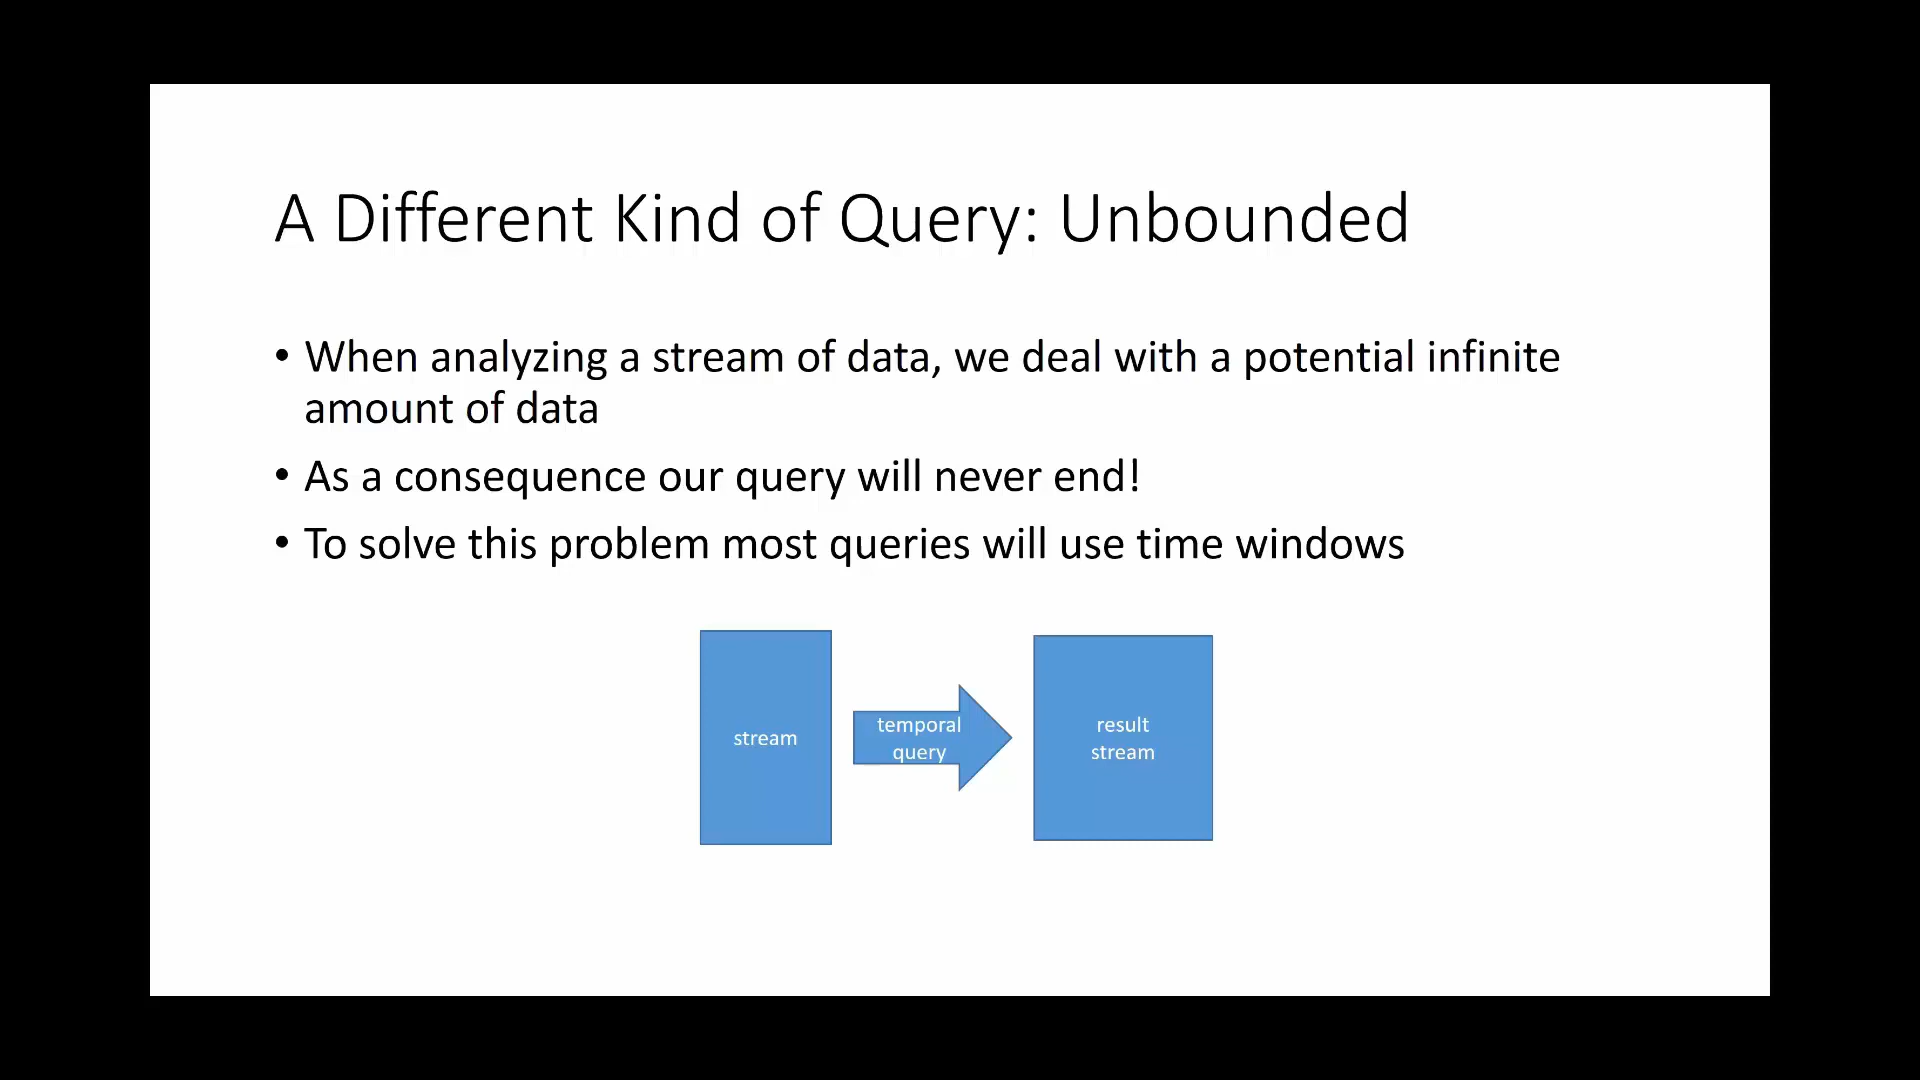 A Different Kind of Query: Unbounded
• When analyzing a stream of data, we deal with a potential infinite
amount of data
• As a consequence our query will never end!
• To solve this problem most queries will use time windows
stream
temporal
query
result
stream